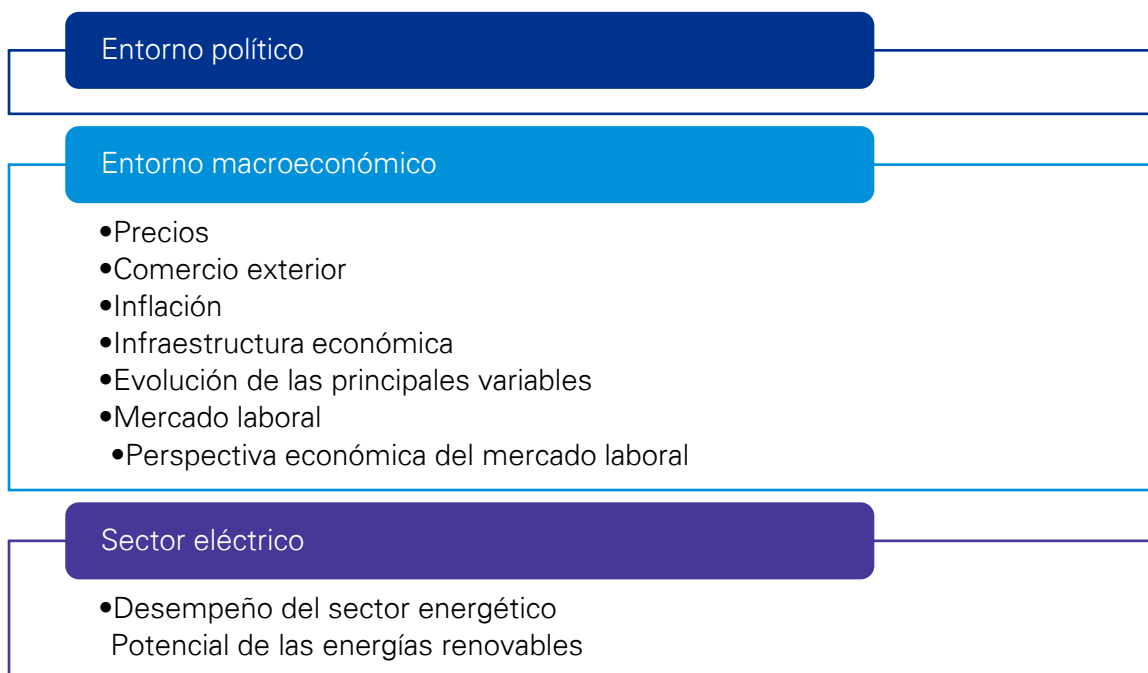 Entorno político
Entorno macroeconómico
•Precios
•Comercio exterior
•Inflación
•Infraestructura económica
•Evolución de las principales variables
•Mercado laboral
•Perspectiva económica del mercado laboral
Sector eléctrico
•Desempeño del sector energético
Potencial de las energías renovables